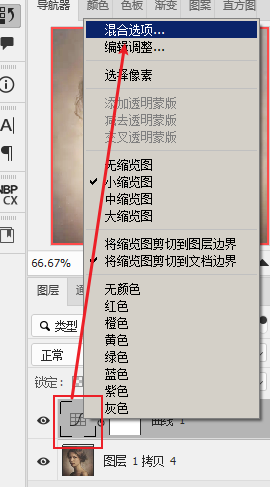 导航器 颜色 色板 渐变 图案 直方图
混合选项...
编辑调整...
选择像素
添加透明蒙版
减去透明蒙版
交叉透明蒙版
无缩览图
小缩览图
中缩览图
大缩览图
将缩览图剪切到图层边界
将缩览图剪切到文档边界
无颜色
红色
橙色
黄色
绿色
蓝色
紫色
灰色
A
NBP
CX
66.67%
图层
类型
正常
锁定:
曲线 1
图层 1 拷贝 4